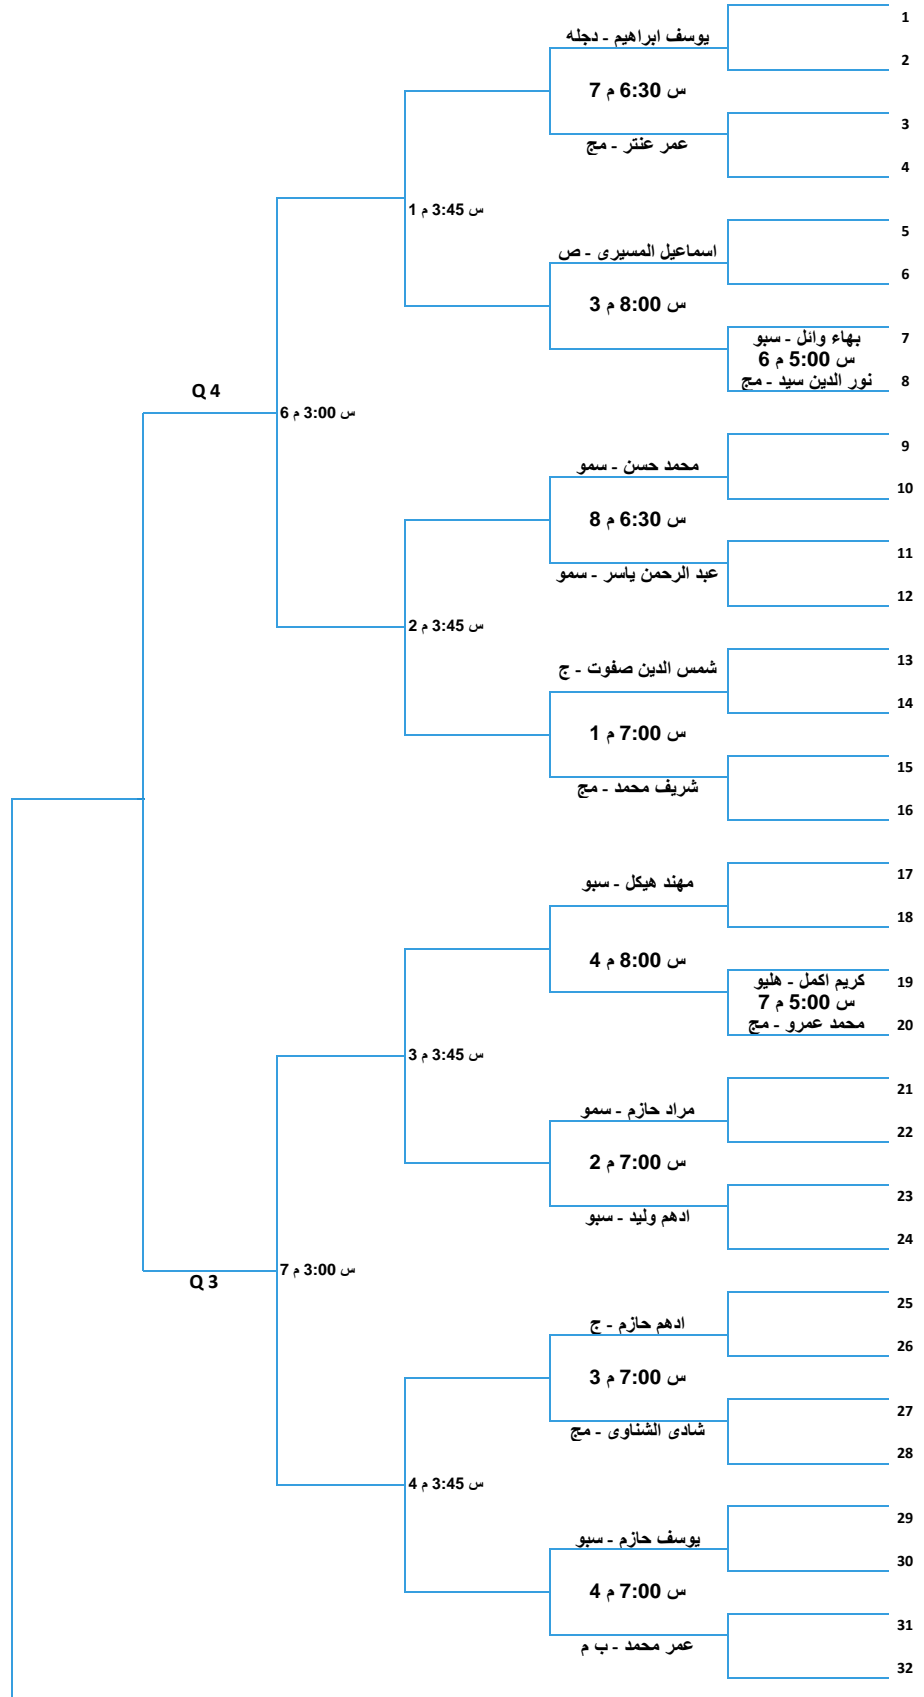 1
يوسف ابراهيم - دجله
2
س 6:30 م 7
3
عمر عنتر - مج
4
س 3:45 م 1
5
اسماعيل المسيرى - ص
6
س 8:00 م 3
7
بهاء وائل - سبو
س 5:00 م 6
8
نور الدين سيد - مج
Q 4
س 3:00 م 6
9
محمد حسن - سمو
10
س 6:30 م 8
11
عبد الرحمن ياسر - سمو
12
س 3:45 م 2
13
شمس الدين صفوت - ج
14
س 7:00 م 1
15
شريف محمد - مج
16
17
مهند هيكل - سبو
18
س 8:00 م 4
19
كريم اكمل - هليو
س 5:00 م 7
20
محمد عمرو - مج
س 3:45 م 3
21
مراد حازم - سمو
22
س 7:00 م 2
23
ادهم وليد - سبو
24
س 3:00 م 7
Q 3
25
ادهم حازم - ج
26
س 7:00 م 3
27
شادى الشناوى - مج
28
س 3:45 م 4
29
يوسف حازم - سبو
30
س 7:00 م 4
31
عمر محمد - ب م
32